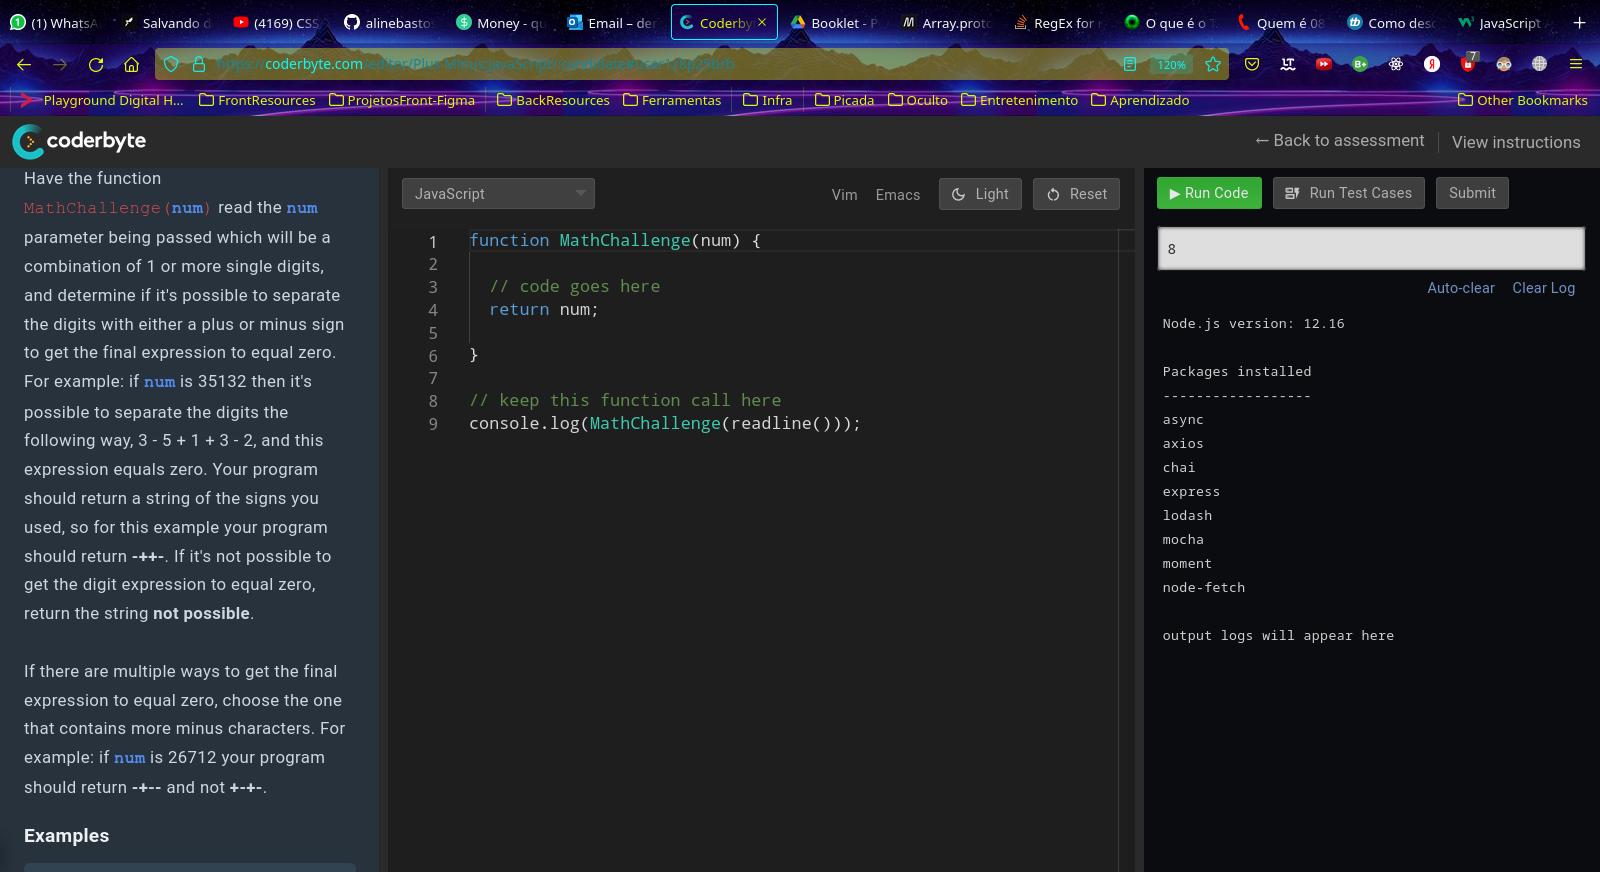 (1) WhatsA
Salvando d
(4169) CSS
alinebasto
Money - qu
Email – der
Coderby
Booklet - P
Array.proto
RegEx for
O que é o
Quem é 08
Como desc
JavaScript
coderbyte.com
120%
7
Playground Digital H...
FrontResources
ProjetosFront-Figma
BackResources
Ferramentas
Infra
Picada
Oculto
Entretenimento
Aprendizado
Other Bookmarks
coderbyte
← Back to assessment
View instructions
Have the function
MathChallenge(num) read the num
parameter being passed which will be a
combination of 1 or more single digits,
and determine if it's possible to separate
the digits with either a plus or minus sign
to get the final expression to equal zero.
For example: if num is 35132 then it's
possible to separate the digits the
following way, 3 - 5 + 1 + 3 - 2, and this
expression equals zero. Your program
should return a string of the signs you
used, so for this example your program
should return -++-. If it's not possible to
get the digit expression to equal zero,
return the string not possible.
If there are multiple ways to get the final
expression to equal zero, choose the one
that contains more minus characters. For
example: if num is 26712 your program
should return -+-- and not +-+-.
Examples
JavaScript
Vim
Emacs
Light
Reset
1 function MathChallenge(num) {
2
3 // code goes here
4 return num;
5
6 }
7
8 // keep this function call here
9 console.log(MathChallenge(readline()));
Run Code
Run Test Cases
Submit
8
Auto-clear
Clear Log
Node.js version: 12.16
Packages installed
------------------
async
axios
chai
express
lodash
mocha
moment
node-fetch
output logs will appear here